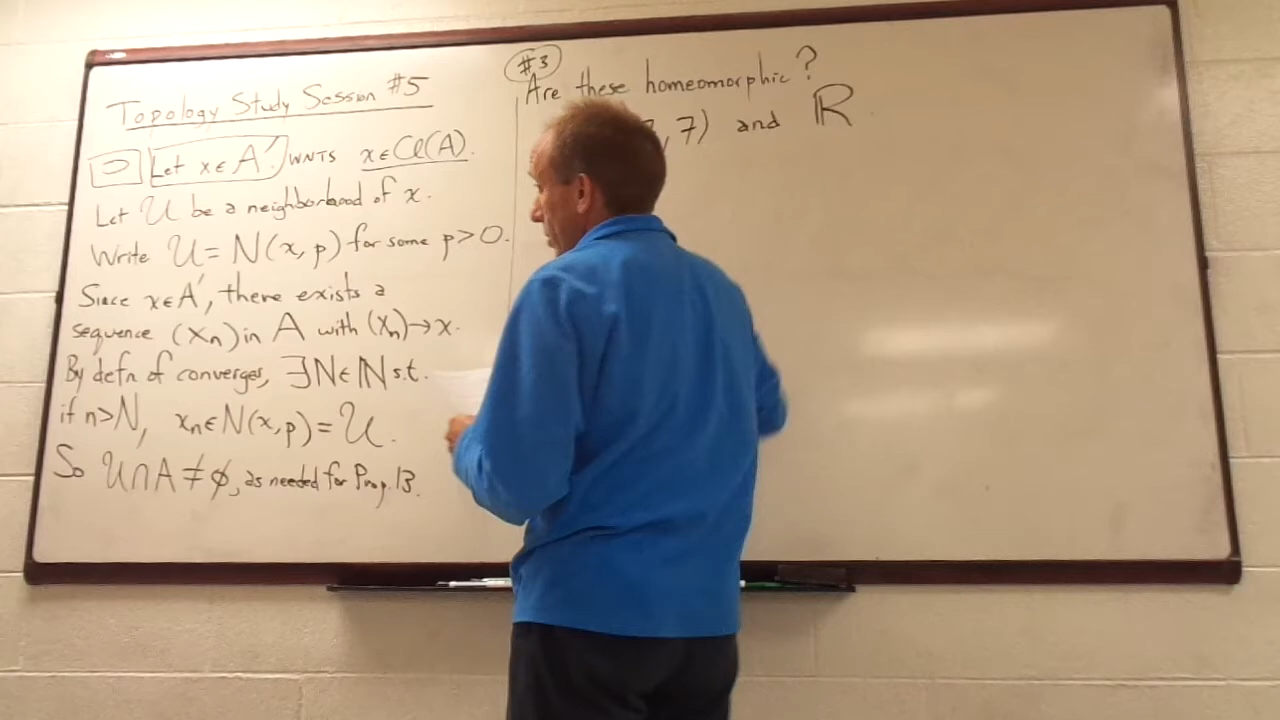 Topology Study Session #5
⊃ Let x∈A′. WNTS x∈Cl(A).
Let U be a neighborhood of x.
Write U = N(x, p) for some p>0.
Since x∈A′, there exists a
sequence (xₙ) in A with (xₙ)→x.
By defn of converges, ∃N∈ℕ s.t.
if n>N, xₙ∈N(x,p) = U.
So U∩A ≠ ∅, as needed for Prop. 13.
#3
Are these homeomorphic?
, 7) and ℝ